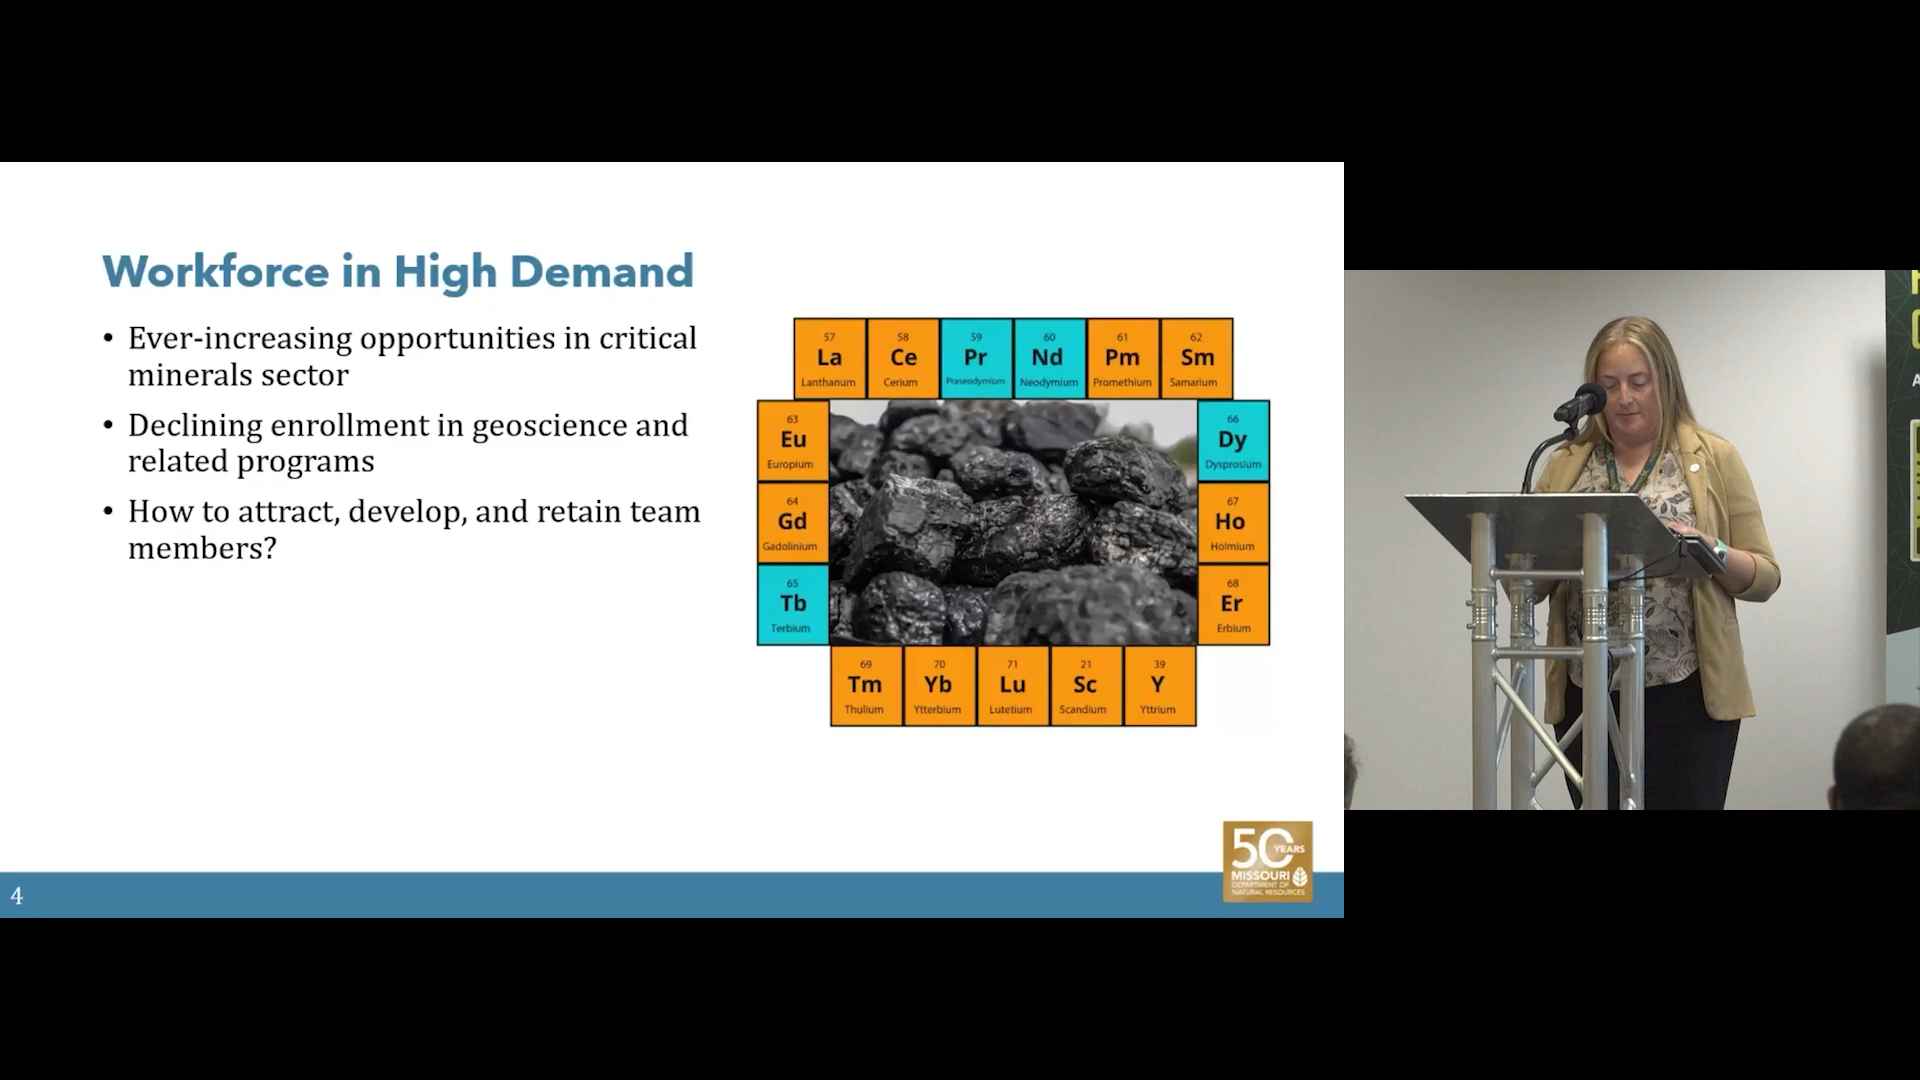 Workforce in High Demand
• Ever-increasing opportunities in critical
minerals sector
• Declining enrollment in geoscience and
related programs
• How to attract, develop, and retain team
members?
57
La
Lanthanum
58
Ce
Cerium
59
Pr
Praseodymium
60
Nd
Neodymium
61
Pm
Promethium
62
Sm
Samarium
63
Eu
Europium
66
Dy
Dysprosium
64
Gd
Gadolinium
67
Ho
Holmium
65
Tb
Terbium
68
Er
Erbium
69
Tm
Thulium
70
Yb
Ytterbium
71
Lu
Lutetium
21
Sc
Scandium
39
Y
Yttrium
50 YEARS
MISSOURI
DEPARTMENT OF
NATURAL RESOURCES
4